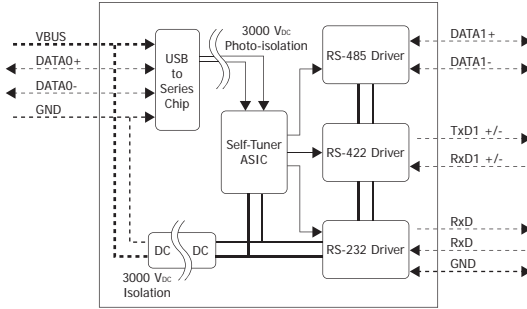 VBUS
DATA0+
DATA0-
GND
USB
to
Series
Chip
3000 VDC
Photo-isolation
Self-Tuner
ASIC
RS-485 Driver
RS-422 Driver
RS-232 Driver
DC
DC
3000 VDC
Isolation
DATA1+
DATA1-
TxD1 +/-
RxD1 +/-
RxD
RxD
GND